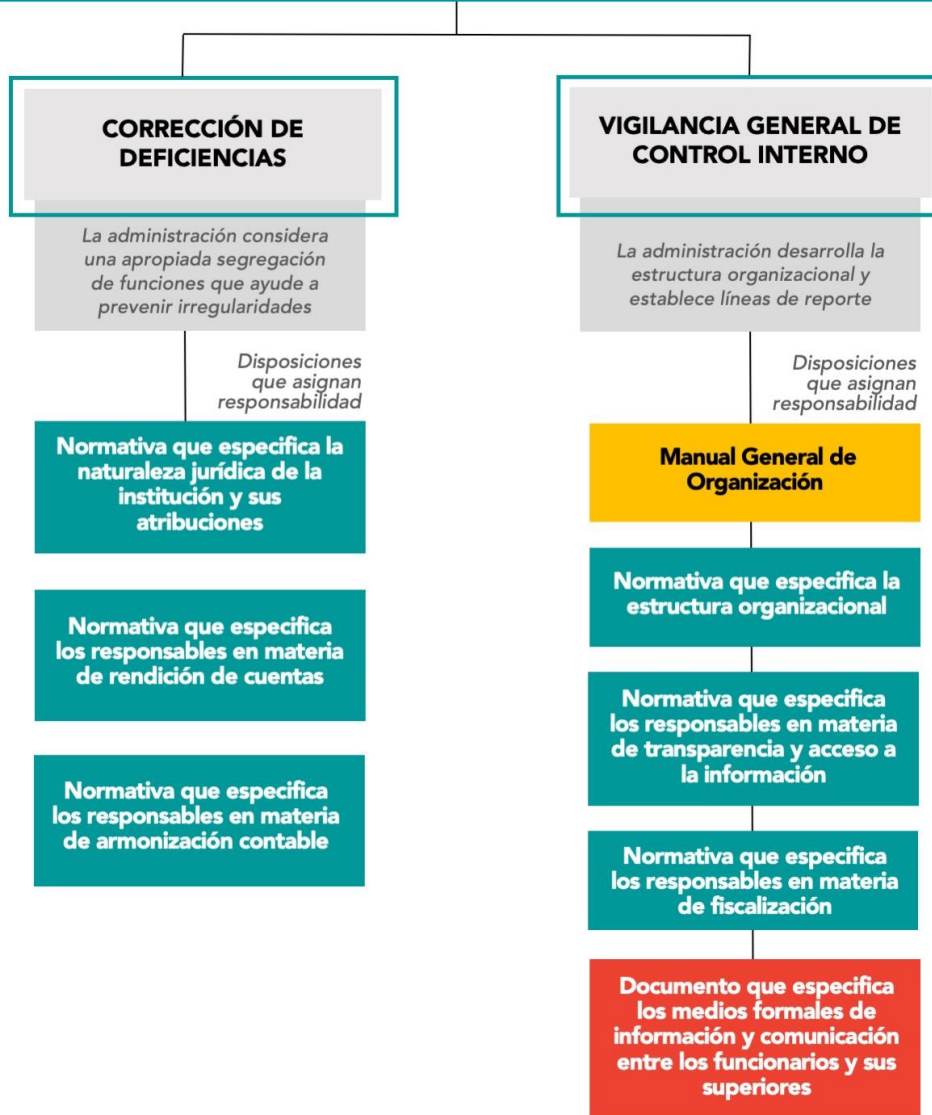 CORRECCIÓN DE
DEFICIENCIAS
La administración considera
una apropiada segregación
de funciones que ayude a
prevenir irregularidades
Disposiciones
que asignan
responsabilidad
Normativa que especifica la
naturaleza jurídica de la
institución y sus
atribuciones
Normativa que especifica
los responsables en materia
de rendición de cuentas
Normativa que especifica
los responsables en materia
de armonización contable
VIGILANCIA GENERAL DE
CONTROL INTERNO
La administración desarrolla la
estructura organizacional y
establece líneas de reporte
Disposiciones
que asignan
responsabilidad
Manual General de
Organización
Normativa que especifica la
estructura organizacional
Normativa que especifica
los responsables en materia
de transparencia y acceso a
la información
Normativa que especifica
los responsables en materia
de fiscalización
Documento que especifica
los medios formales de
información y comunicación
entre los funcionarios y sus
superiores